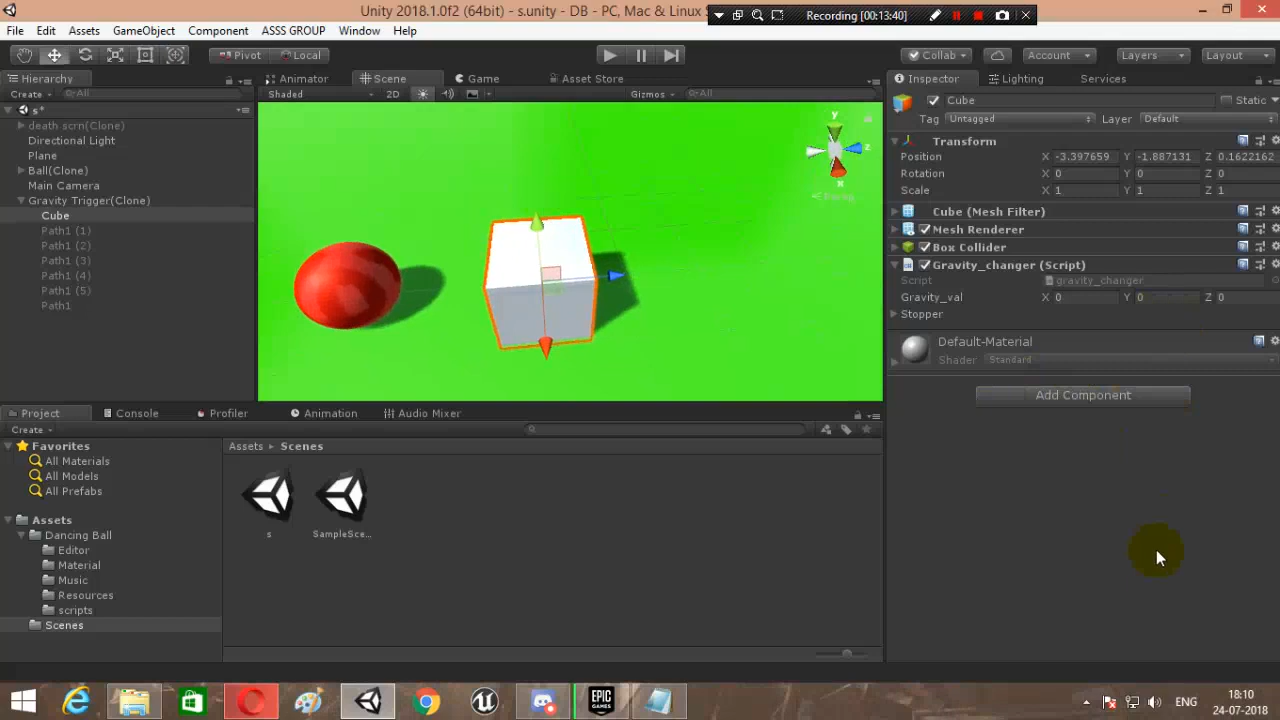 Unity 2018.1.0f2 (64bit) - s.unity - DB - PC, Mac & Linux S
Recording [00:13:40]
File Edit Assets GameObject Component ASSS GROUP Window Help
Pivot Local Collab Account Layers Layout
Hierarchy Animator Scene Game Asset Store Inspector Lighting Services
Create All
Shaded 2D Gizmos All
Cube Static
Tag Untagged Layer Default
s*
death scrn(Clone)
Directional Light
Plane
Ball(Clone)
Main Camera
Gravity Trigger(Clone)
Cube
Path1 (1)
Path1 (2)
Path1 (3)
Path1 (4)
Path1 (5)
Path1
y
z
x
Persp
Transform
Position X -3.397659 Y -1.887131 Z 0.1622162
Rotation X 0 Y 0 Z 0
Scale X 1 Y 1 Z 1
Cube (Mesh Filter)
Mesh Renderer
Box Collider
Gravity_changer (Script)
Script gravity_changer
Gravity_val X 0 Y 0 Z 0
Stopper
Default-Material
Shader Standard
Add Component
Project Console Profiler Animation Audio Mixer
Create
Favorites
All Materials
All Models
All Prefabs
Assets
Dancing Ball
Editor
Material
Music
Resources
scripts
Scenes
Assets Scenes
s SampleSce...
EPIC GAMES
ENG
18:10
24-07-2018